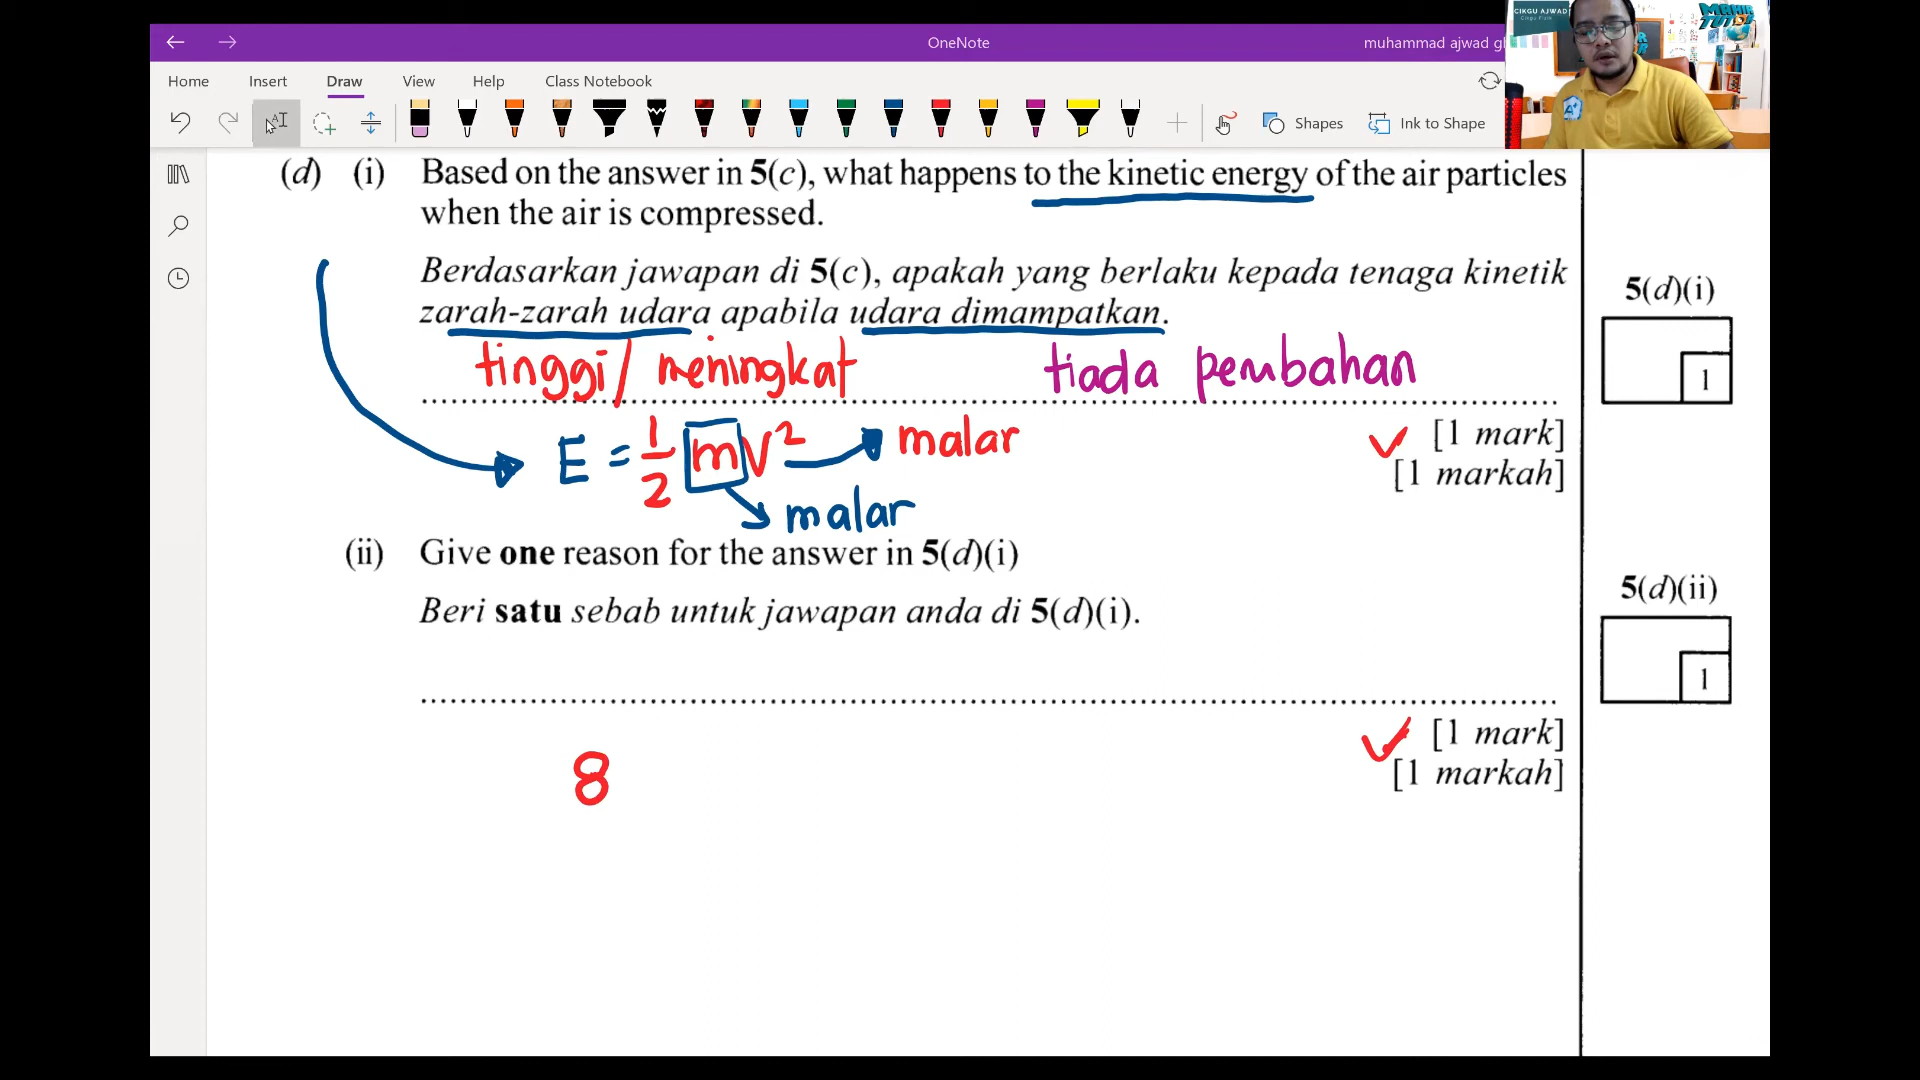 OneNote
muhammad ajwad g
CIKGU AJWAD
Cikgu Fizik
Home Insert Draw View Help Class Notebook
Shapes Ink to Shape
(d) (i) Based on the answer in 5(c), what happens to the kinetic energy of the air particles
when the air is compressed.
Berdasarkan jawapan di 5(c), apakah yang berlaku kepada tenaga kinetik
zarah-zarah udara apabila udara dimampatkan.
5(d)(i)
1
tinggi/ meningkat tiada pembahan
[1 mark]
[1 markah]
E = 1/2 mv² malar
malar
(ii) Give one reason for the answer in 5(d)(i)
Beri satu sebab untuk jawapan anda di 5(d)(i).
5(d)(ii)
1
[1 mark]
[1 markah]
8